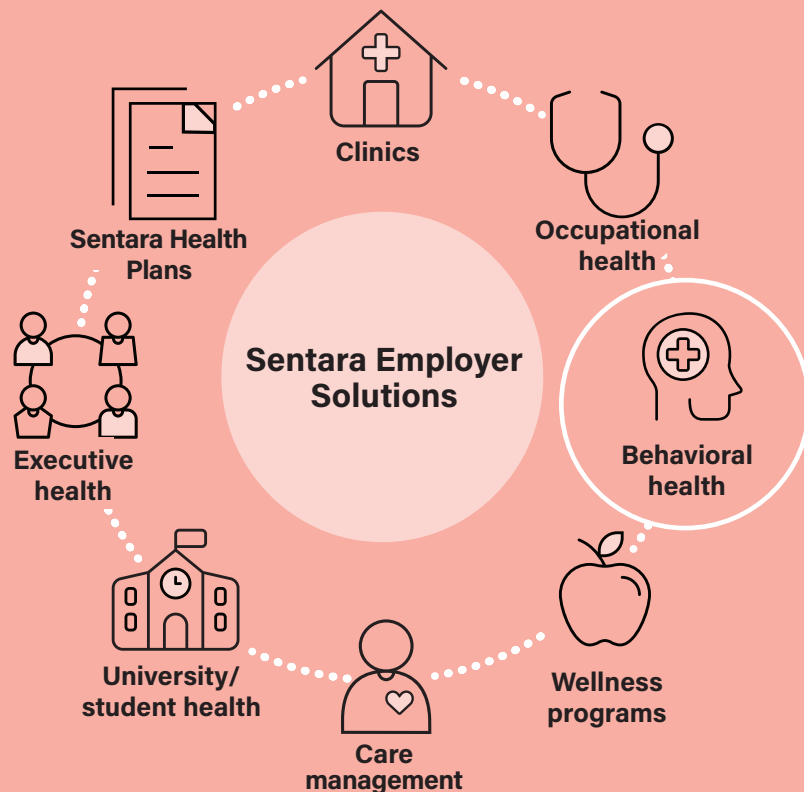 Clinics
Occupational
health
Behavioral
health
Wellness
programs
Care
management
University/
student health
Executive
health
Sentara Health
Plans
Sentara Employer
Solutions